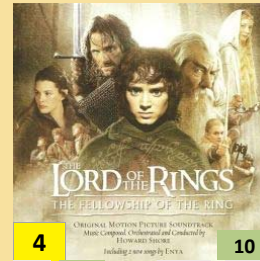 THE
LORD OF THE RINGS
THE FELLOWSHIP OF THE RING
ORIGINAL MOTION PICTURE SOUNDTRACK
Music Composed, Orchestrated and Conducted by
HOWARD SHORE
Including 2 new songs by ENYA
4
10